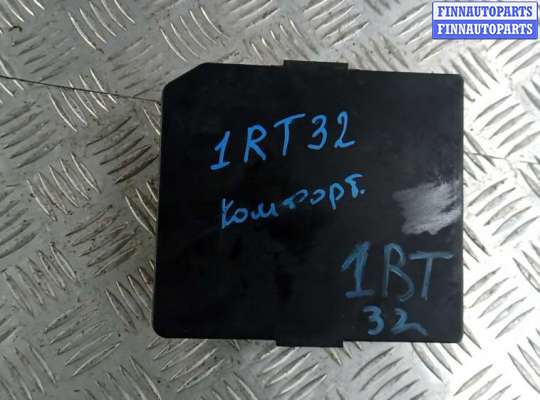 FINNAUTOPARTS
FINNAUTOPARTS
1RT32
комфорт.
1BT
32